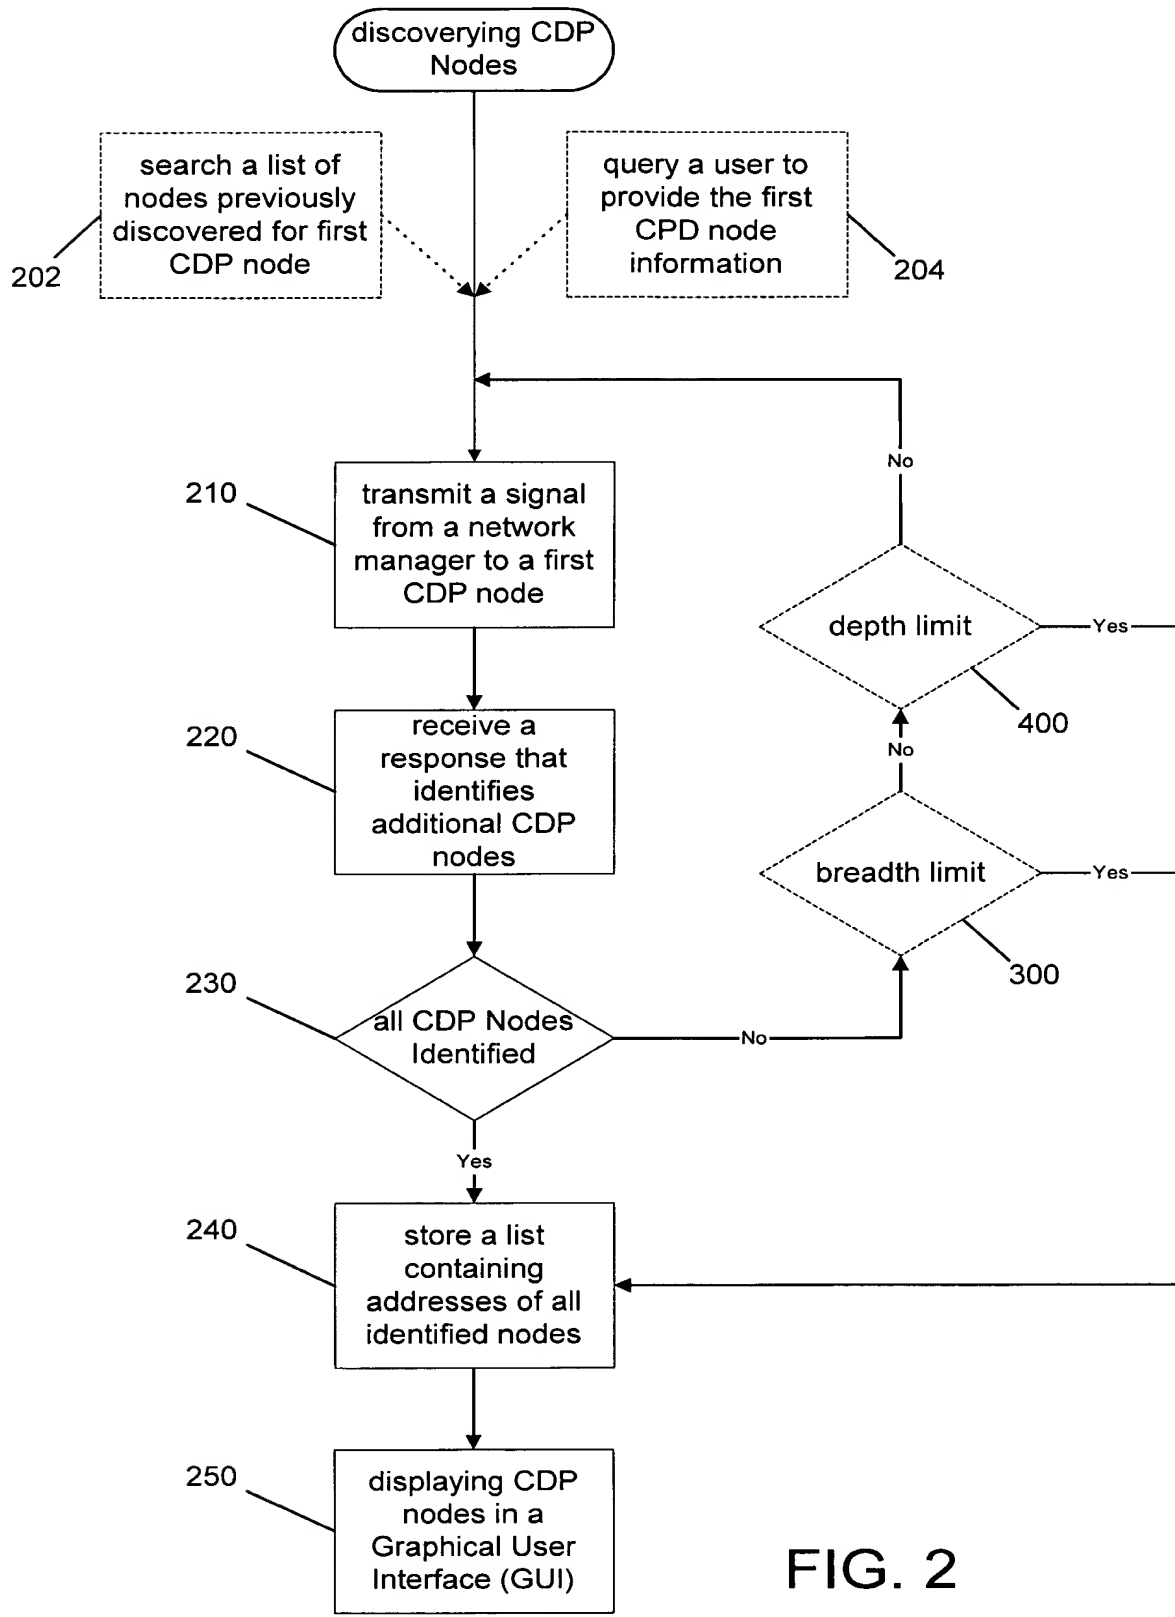 discoverying CDP
Nodes
search a list of
nodes previously
discovered for first
CDP node
202
query a user to
provide the first
CPD node
information
204
No
210
transmit a signal
from a network
manager to a first
CDP node
depth limit
Yes
400
No
220
receive a
response that
identifies
additional CDP
nodes
breadth limit
Yes
300
230
all CDP Nodes
Identified
No
Yes
240
store a list
containing
addresses of all
identified nodes
250
displaying CDP
nodes in a
Graphical User
Interface (GUI)
FIG. 2